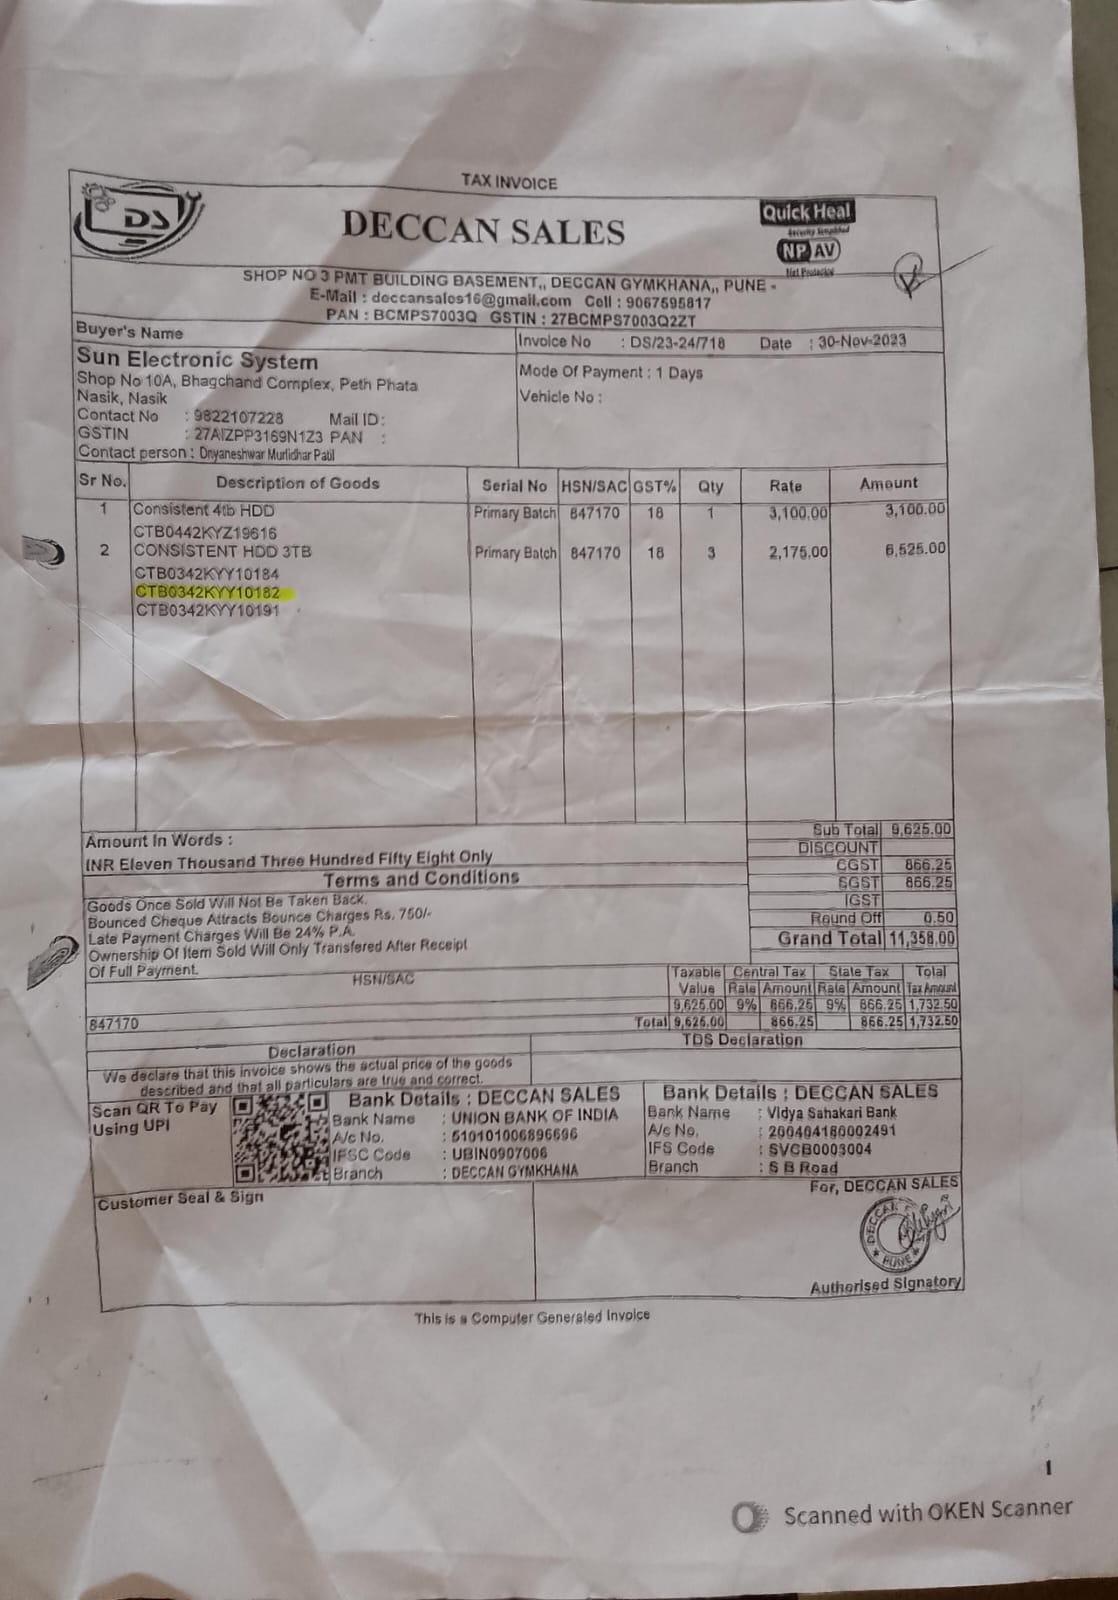 TAX INVOICE
DS
DECCAN SALES
Quick Heal
Security Simplified
NP AV
Net Protector
SHOP NO 3 PMT BUILDING BASEMENT,, DECCAN GYMKHANA,, PUNE -
E-Mail : deccansales16@gmail.com Cell : 9067595817
PAN : BCMPS7003Q GSTIN : 27BCMPS7003Q2ZT
Buyer's Name
Invoice No : DS/23-24/718 Date : 30-Nov-2023
Sun Electronic System
Shop No 10A, Bhagchand Complex, Peth Phata
Nasik, Nasik
Contact No : 9822107228 Mail ID:
GSTIN : 27AIZPP3169N1Z3 PAN :
Contact person : Dnyaneshwar Murlidhar Patil
Mode Of Payment : 1 Days
Vehicle No :
Sr No. Description of Goods Serial No HSN/SAC GST% Qty Rate Amount
1 Consistent 4tb HDD Primary Batch 847170 18 1 3,100.00 3,100.00
CTB0442KYZ19616
2 CONSISTENT HDD 3TB Primary Batch 847170 18 3 2,175.00 6,525.00
CTB0342KYY10184
CTB0342KYY10182
CTB0342KYY10191
Amount In Words :
INR Eleven Thousand Three Hundred Fifty Eight Only
Terms and Conditions
Goods Once Sold Will Not Be Taken Back.
Bounced Cheque Attracts Bounce Charges Rs. 750/-
Late Payment Charges Will Be 24% P.A.
Ownership Of Item Sold Will Only Transfered After Receipt
Of Full Payment.
Sub Total 9,625.00
DISCOUNT
CGST 866.25
SGST 866.25
IGST
Round Off 0.50
Grand Total 11,358.00
HSN/SAC Taxable Value Central Tax Rate Amount State Tax Rate Amount Total Tax Amount
9,625.00 9% 866.25 9% 866.25 1,732.50
847170 Total 9,625.00 866.25 866.25 1,732.50
Declaration
We declare that this invoice shows the actual price of the goods
described and that all particulars are true and correct.
TDS Declaration
Scan QR To Pay
Using UPI
Bank Details : DECCAN SALES
Bank Name : UNION BANK OF INDIA
A/c No. : 510101006896696
IFSC Code : UBIN0907006
Branch : DECCAN GYMKHANA
Bank Details : DECCAN SALES
Bank Name : Vidya Sahakari Bank
A/c No. : 200404180002491
IFS Code : SVCB0003004
Branch : S B Road
Customer Seal & Sign
For, DECCAN SALES
DECCAN
PUNE
Authorised Signatory
This is a Computer Generated Invoice
1
Scanned with OKEN Scanner